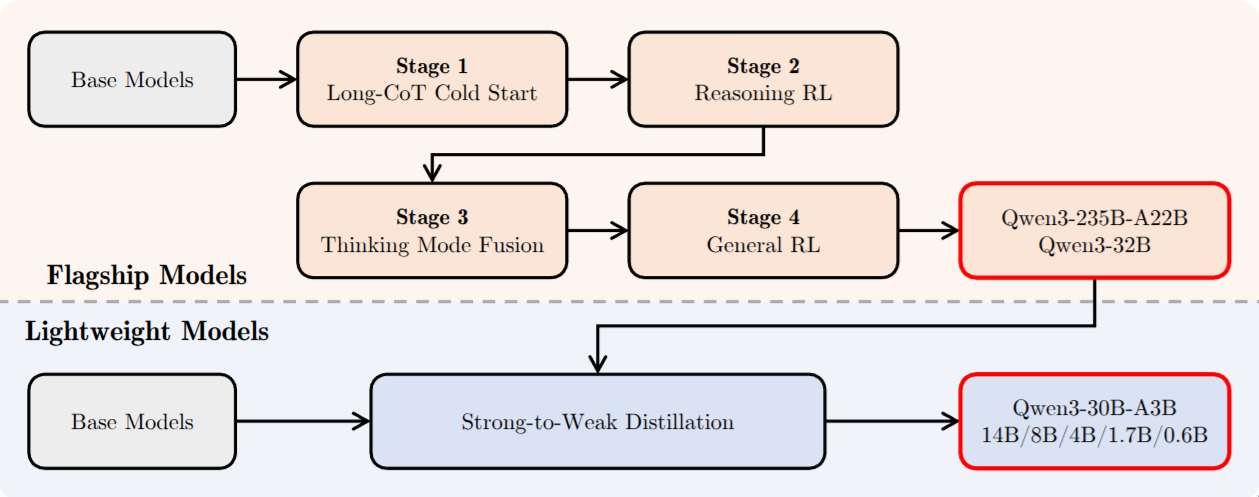 Base Models
Stage 1
Long-CoT Cold Start
Stage 2
Reasoning RL
Stage 3
Thinking Mode Fusion
Stage 4
General RL
Qwen3-235B-A22B
Qwen3-32B
Flagship Models
Lightweight Models
Base Models
Strong-to-Weak Distillation
Qwen3-30B-A3B
14B/8B/4B/1.7B/0.6B